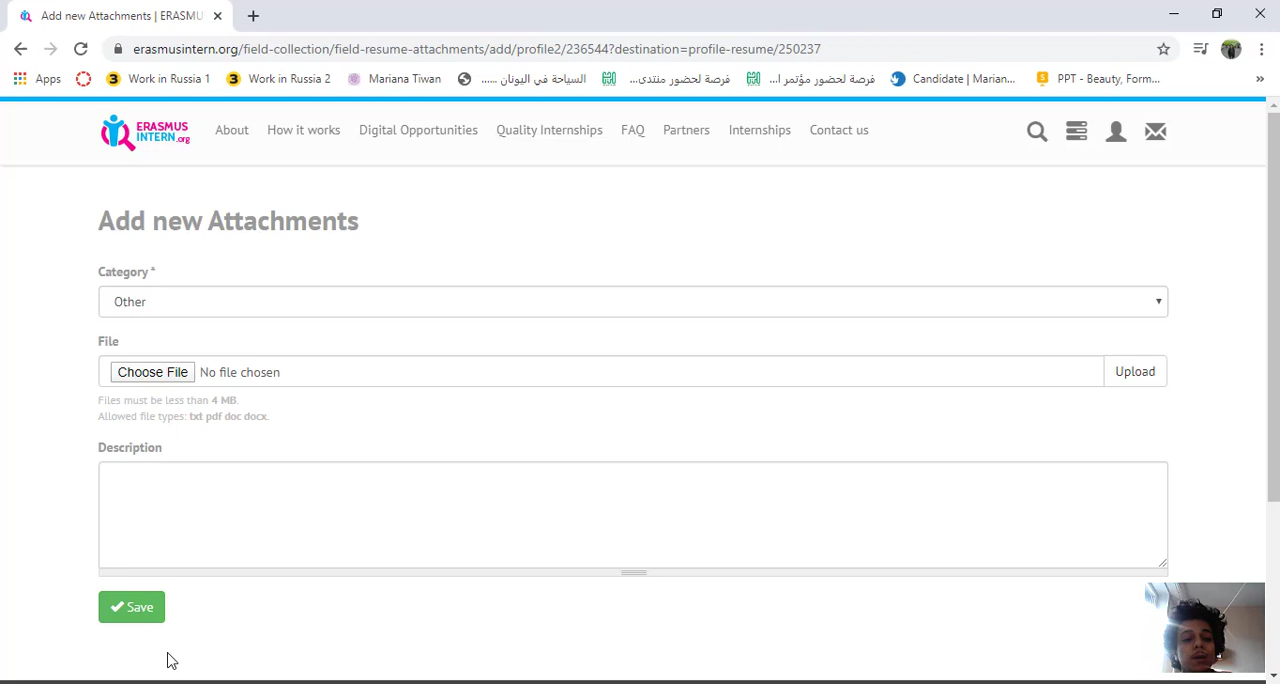 Add new Attachments | ERASMU
erasmusintern.org/field-collection/field-resume-attachments/add/profile2/236544?destination=profile-resume/250237
Apps
3 Work in Russia 1
3 Work in Russia 2
Mariana Tiwan
السياحة في اليونان ......
فرصة لحضور منتدى...
فرصة لحضور مؤتمر ا...
Candidate | Marian...
S PPT - Beauty, Form...
»
ERASMUS
INTERN.org
About
How it works
Digital Opportunities
Quality Internships
FAQ
Partners
Internships
Contact us
Add new Attachments
Category *
Other
File
Choose File No file chosen
Upload
Files must be less than 4 MB.
Allowed file types: txt pdf doc docx.
Description
Save